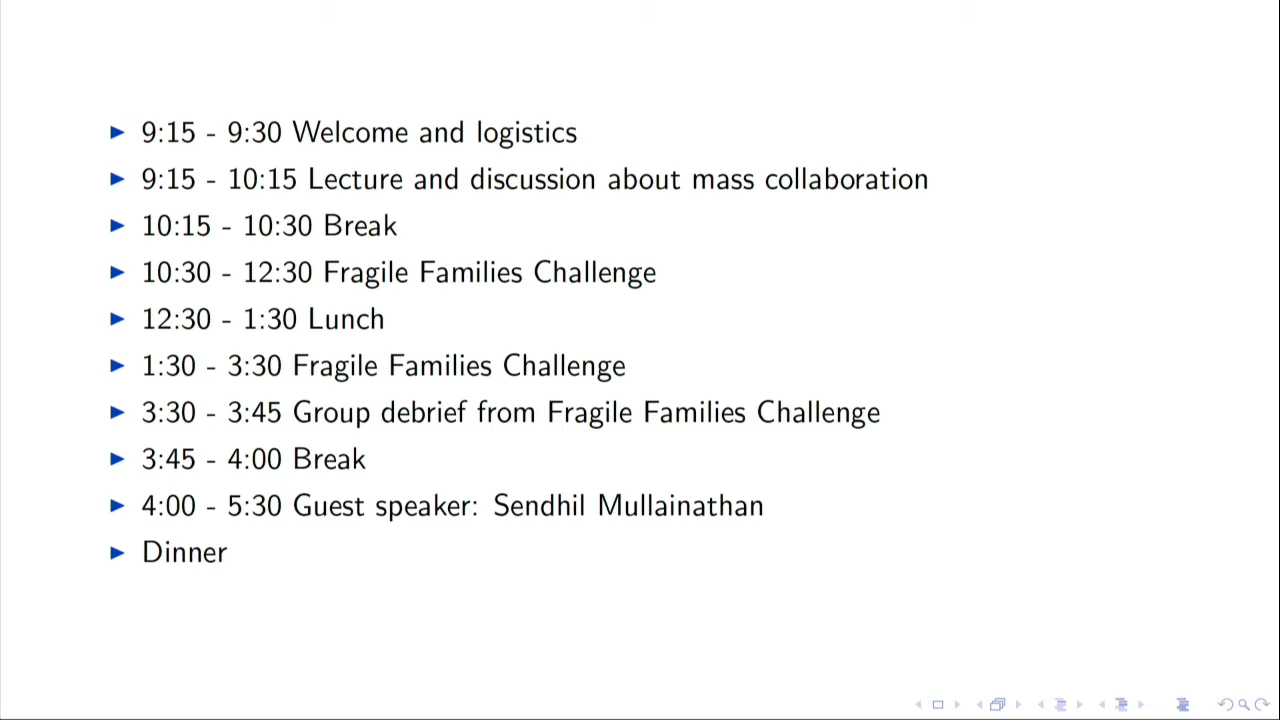 9:15 - 9:30 Welcome and logistics
9:15 - 10:15 Lecture and discussion about mass collaboration
10:15 - 10:30 Break
10:30 - 12:30 Fragile Families Challenge
12:30 - 1:30 Lunch
1:30 - 3:30 Fragile Families Challenge
3:30 - 3:45 Group debrief from Fragile Families Challenge
3:45 - 4:00 Break
4:00 - 5:30 Guest speaker: Sendhil Mullainathan
Dinner